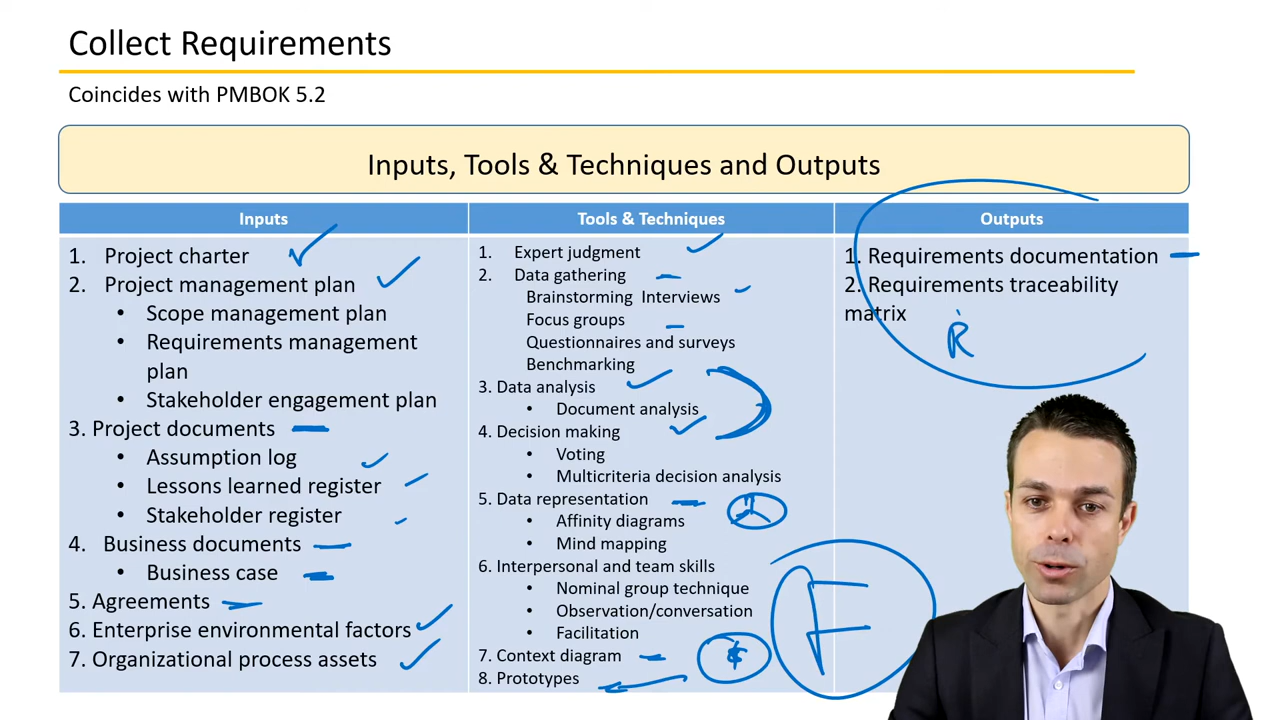 Collect Requirements
Coincides with PMBOK 5.2
Inputs, Tools & Techniques and Outputs
Inputs
1. Project charter
2. Project management plan
• Scope management plan
• Requirements management
plan
• Stakeholder engagement plan
3. Project documents
• Assumption log
• Lessons learned register
• Stakeholder register
4. Business documents
• Business case
5. Agreements
6. Enterprise environmental factors
7. Organizational process assets
Tools & Techniques
1. Expert judgment
2. Data gathering
Brainstorming Interviews
Focus groups
Questionnaires and surveys
Benchmarking
3. Data analysis
• Document analysis
4. Decision making
• Voting
• Multicriteria decision analysis
5. Data representation
• Affinity diagrams
• Mind mapping
6. Interpersonal and team skills
• Nominal group technique
• Observation/conversation
• Facilitation
7. Context diagram
8. Prototypes
F
Outputs
1. Requirements documentation
2. Requirements traceability
matrix
R